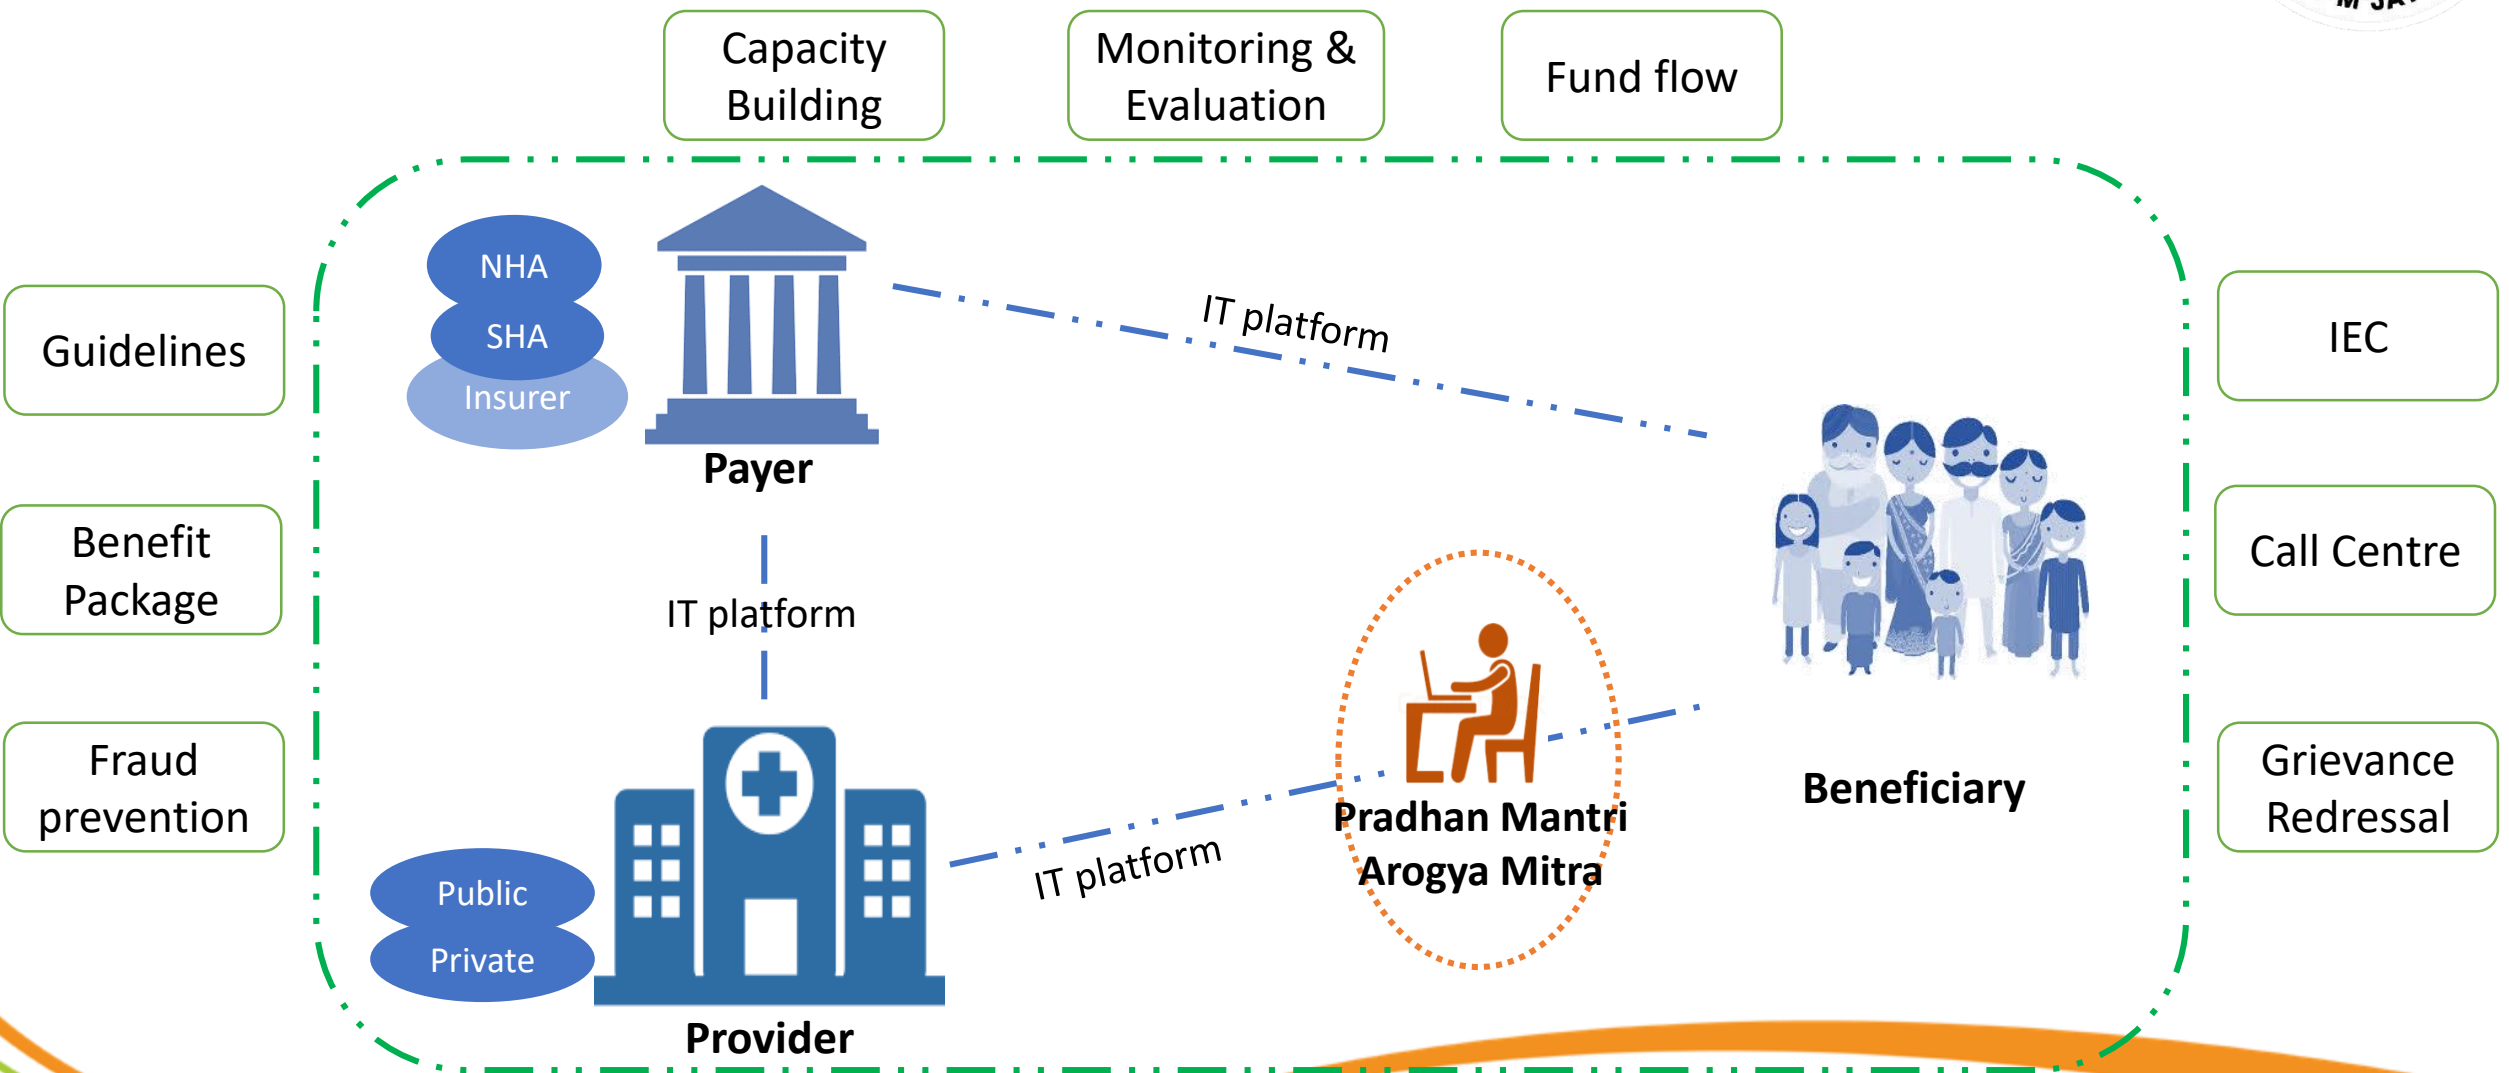 M JAY
Capacity
Building
Monitoring &
Evaluation
Fund flow
NHA
SHA
Insurer
Payer
IT platform
Guidelines
IEC
Benefit
Package
IT platform
Call Centre
Fraud
prevention
Pradhan Mantri
Arogya Mitra
Beneficiary
Grievance
Redressal
IT platform
Public
Private
Provider